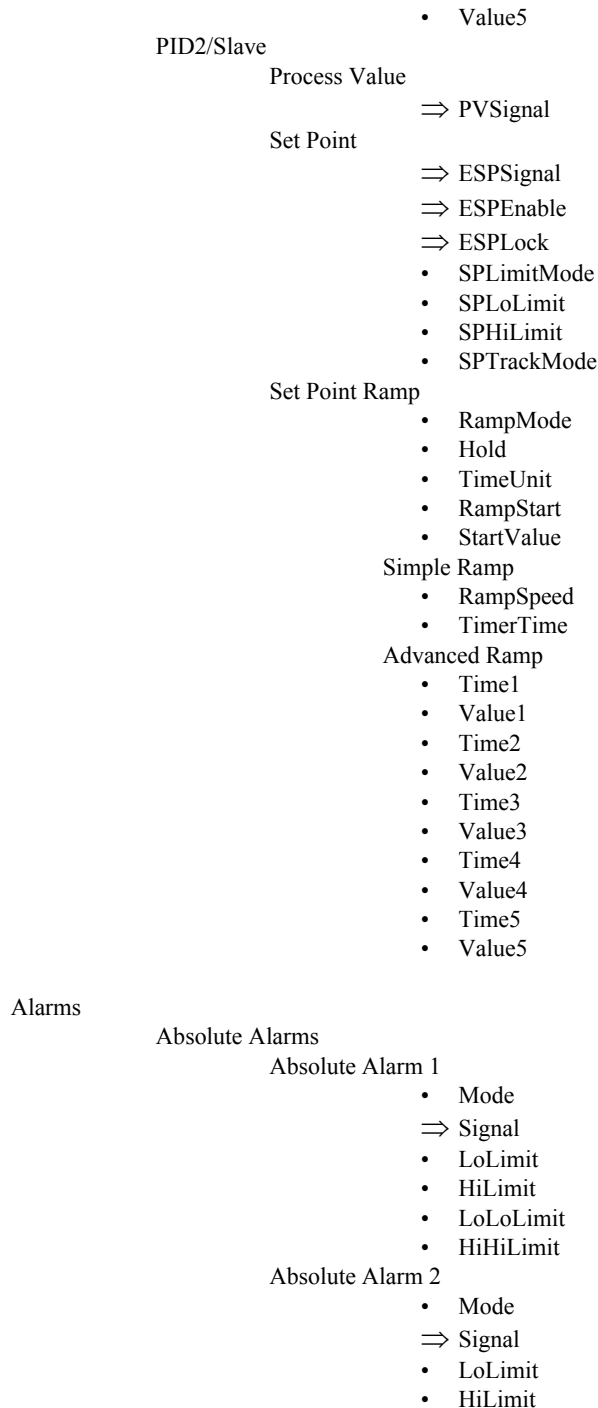 • Value5
PID2/Slave
Process Value
⇒ PVSignal
Set Point
⇒ ESPSignal
⇒ ESPEnable
⇒ ESPLock
• SPLimitMode
• SPLoLimit
• SPHiLimit
• SPTrackMode
Set Point Ramp
• RampMode
• Hold
• TimeUnit
• RampStart
• StartValue
Simple Ramp
• RampSpeed
• TimerTime
Advanced Ramp
• Time1
• Value1
• Time2
• Value2
• Time3
• Value3
• Time4
• Value4
• Time5
• Value5
Alarms
Absolute Alarms
Absolute Alarm 1
• Mode
⇒ Signal
• LoLimit
• HiLimit
• LoLoLimit
• HiHiLimit
Absolute Alarm 2
• Mode
⇒ Signal
• LoLimit
• HiLimit